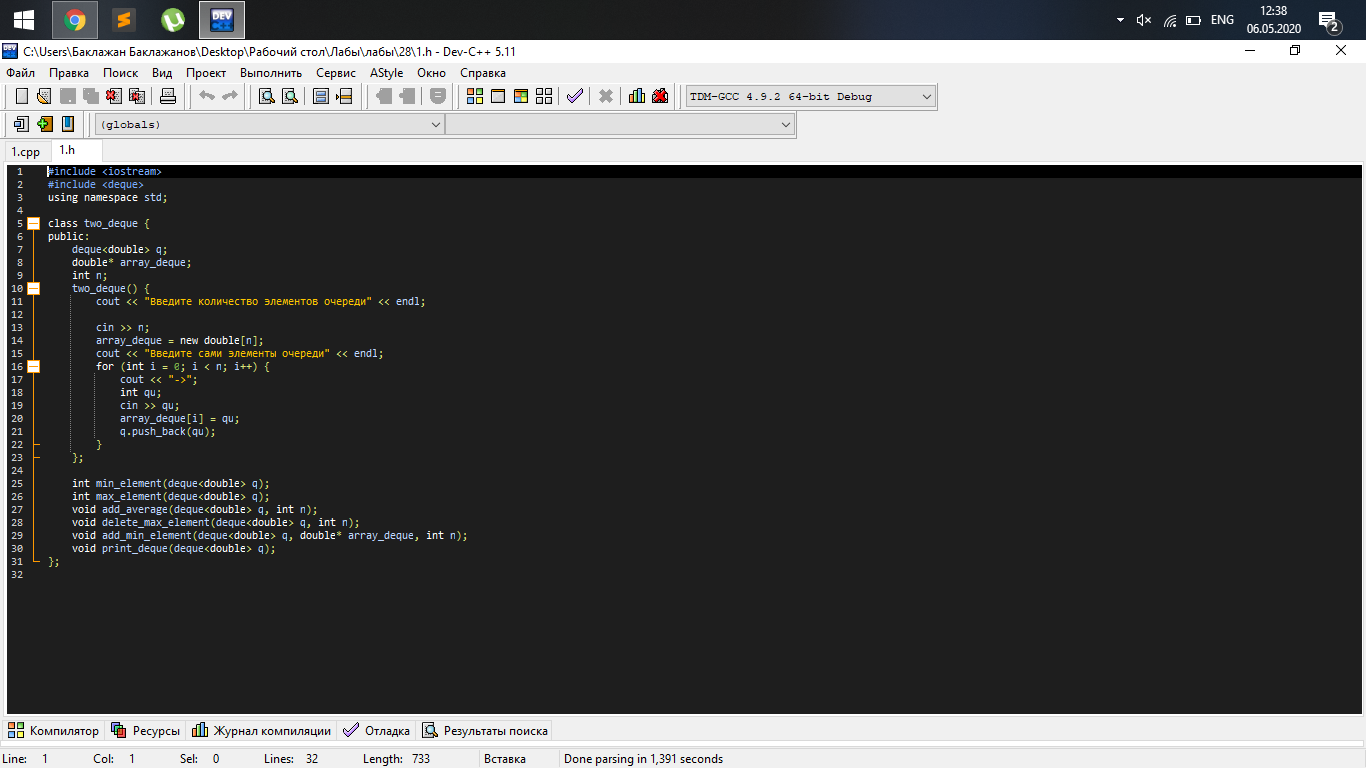 DEV
ENG
12:38
06.05.2020
2
C:\Users\Баклажан Баклажанов\Desktop\Рабочий стол\Лабы\лабы\28\1.h - Dev-C++ 5.11
Файл Правка Поиск Вид Проект Выполнить Сервис AStyle Окно Справка
TDM-GCC 4.9.2 64-bit Debug
(globals)
1.cpp 1.h
1 #include <iostream>
2 #include <deque>
3 using namespace std;
4
5 class two_deque {
6 public:
7 deque<double> q;
8 double* array_deque;
9 int n;
10 two_deque() {
11 cout << "Введите количество элементов очереди" << endl;
12
13 cin >> n;
14 array_deque = new double[n];
15 cout << "Введите сами элементы очереди" << endl;
16 for (int i = 0; i < n; i++) {
17 cout << "->";
18 int qu;
19 cin >> qu;
20 array_deque[i] = qu;
21 q.push_back(qu);
22 }
23 };
24
25 int min_element(deque<double> q);
26 int max_element(deque<double> q);
27 void add_average(deque<double> q, int n);
28 void delete_max_element(deque<double> q, int n);
29 void add_min_element(deque<double> q, double* array_deque, int n);
30 void print_deque(deque<double> q);
31 };
32
Компилятор Ресурсы Журнал компиляции Отладка Результаты поиска
Line: 1 Col: 1 Sel: 0 Lines: 32 Length: 733 Вставка Done parsing in 1,391 seconds